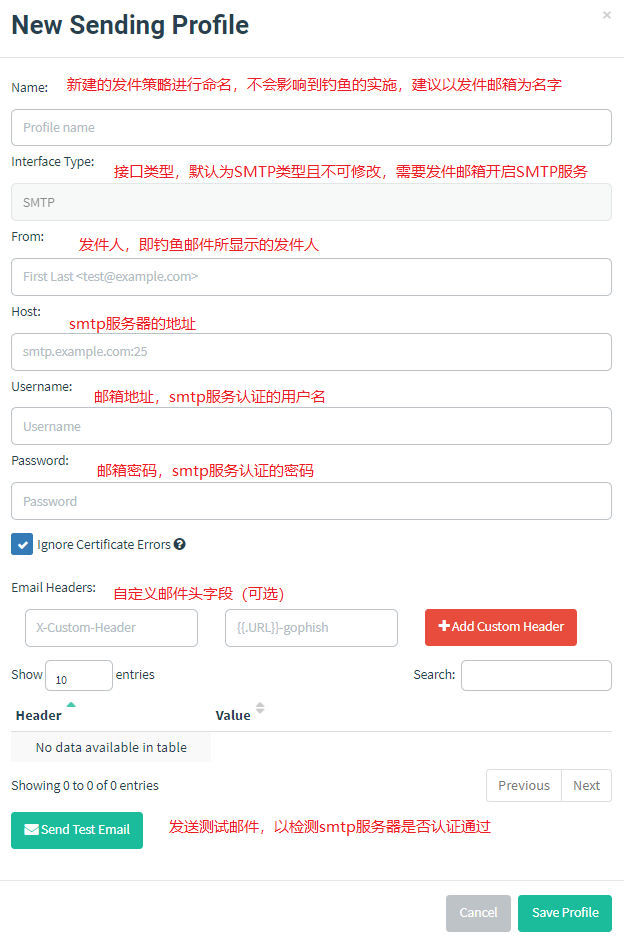 New Sending Profile
×
Name:
新建的发件策略进行命名，不会影响到钓鱼的实施，建议以发件邮箱为名字
Profile name
Interface Type:
接口类型，默认为SMTP类型且不可修改，需要发件邮箱开启SMTP服务
SMTP
From:
发件人，即钓鱼邮件所显示的发件人
First Last <test@example.com>
Host:
smtp服务器的地址
smtp.example.com:25
Username:
邮箱地址，smtp服务认证的用户名
Username
Password:
邮箱密码，smtp服务认证的密码
Password
Ignore Certificate Errors ?
Email Headers:
自定义邮件头字段（可选）
X-Custom-Header {{.URL}}-gophish +Add Custom Header
Show 10 entries Search:
Header Value
No data available in table
Showing 0 to 0 of 0 entries Previous Next
Send Test Email 发送测试邮件，以检测smtp服务器是否认证通过
Cancel Save Profile